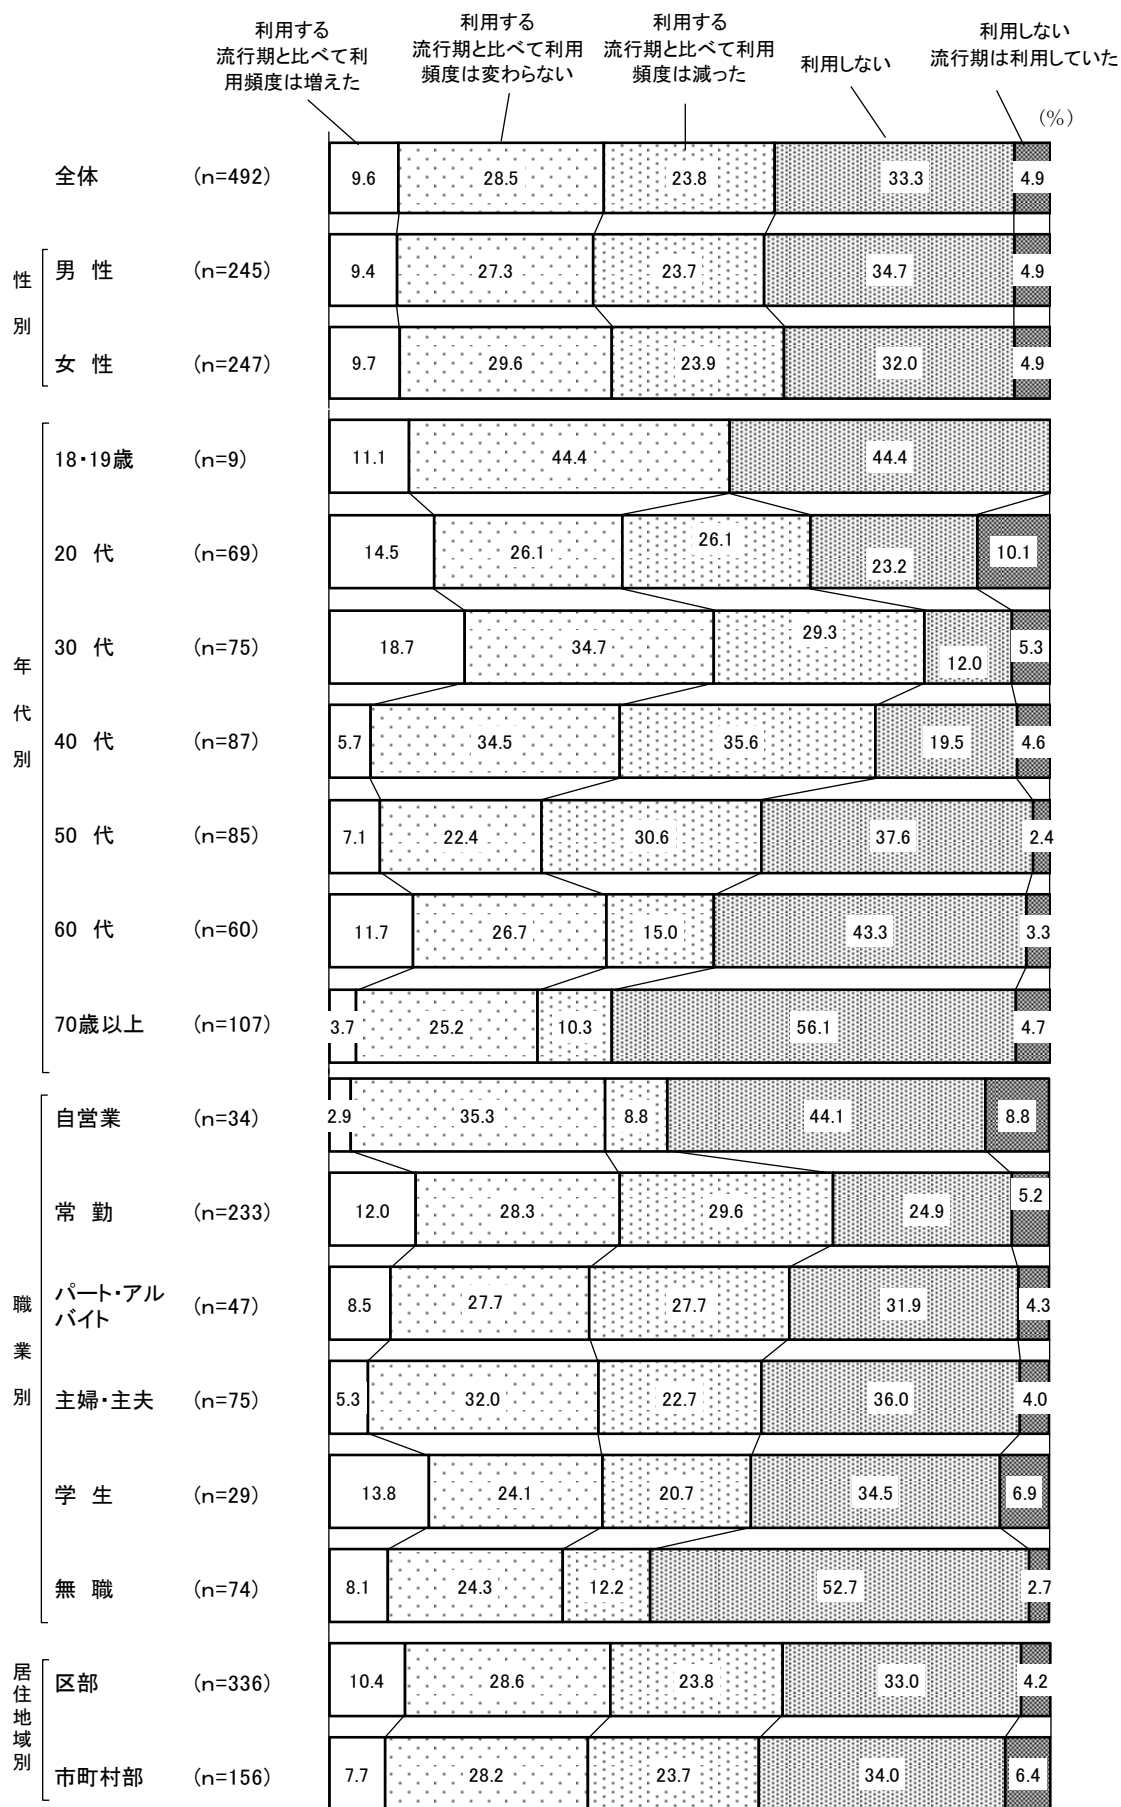 利用する
流行期と比べて利
用頻度は増えた
利用する
流行期と比べて利用
頻度は変わらない
利用する
流行期と比べて利用
頻度は減った
利用しない
利用しない
流行期は利用していた
(%)
全体 (n=492) 9.6 28.5 23.8 33.3 4.9
性別
男 性 (n=245) 9.4 27.3 23.7 34.7 4.9
女 性 (n=247) 9.7 29.6 23.9 32.0 4.9
年代別
18・19歳 (n=9) 11.1 44.4 44.4
20 代 (n=69) 14.5 26.1 26.1 23.2 10.1
30 代 (n=75) 18.7 34.7 29.3 12.0 5.3
40 代 (n=87) 5.7 34.5 35.6 19.5 4.6
50 代 (n=85) 7.1 22.4 30.6 37.6 2.4
60 代 (n=60) 11.7 26.7 15.0 43.3 3.3
70歳以上 (n=107) 3.7 25.2 10.3 56.1 4.7
職業別
自営業 (n=34) 2.9 35.3 8.8 44.1 8.8
常 勤 (n=233) 12.0 28.3 29.6 24.9 5.2
パート・アル
バイト (n=47) 8.5 27.7 27.7 31.9 4.3
主婦・主夫 (n=75) 5.3 32.0 22.7 36.0 4.0
学 生 (n=29) 13.8 24.1 20.7 34.5 6.9
無 職 (n=74) 8.1 24.3 12.2 52.7 2.7
居住地域別
区部 (n=336) 10.4 28.6 23.8 33.0 4.2
市町村部 (n=156) 7.7 28.2 23.7 34.0 6.4